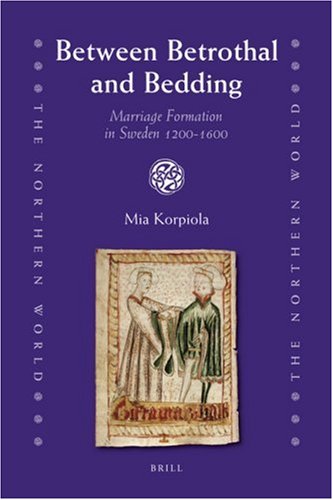 Between Betrothal
and Bedding
Marriage Formation
in Sweden 1200-1600
Mia Korpiola
THE NORTHERN WORLD
THE NORTHERN WORLD
BRILL